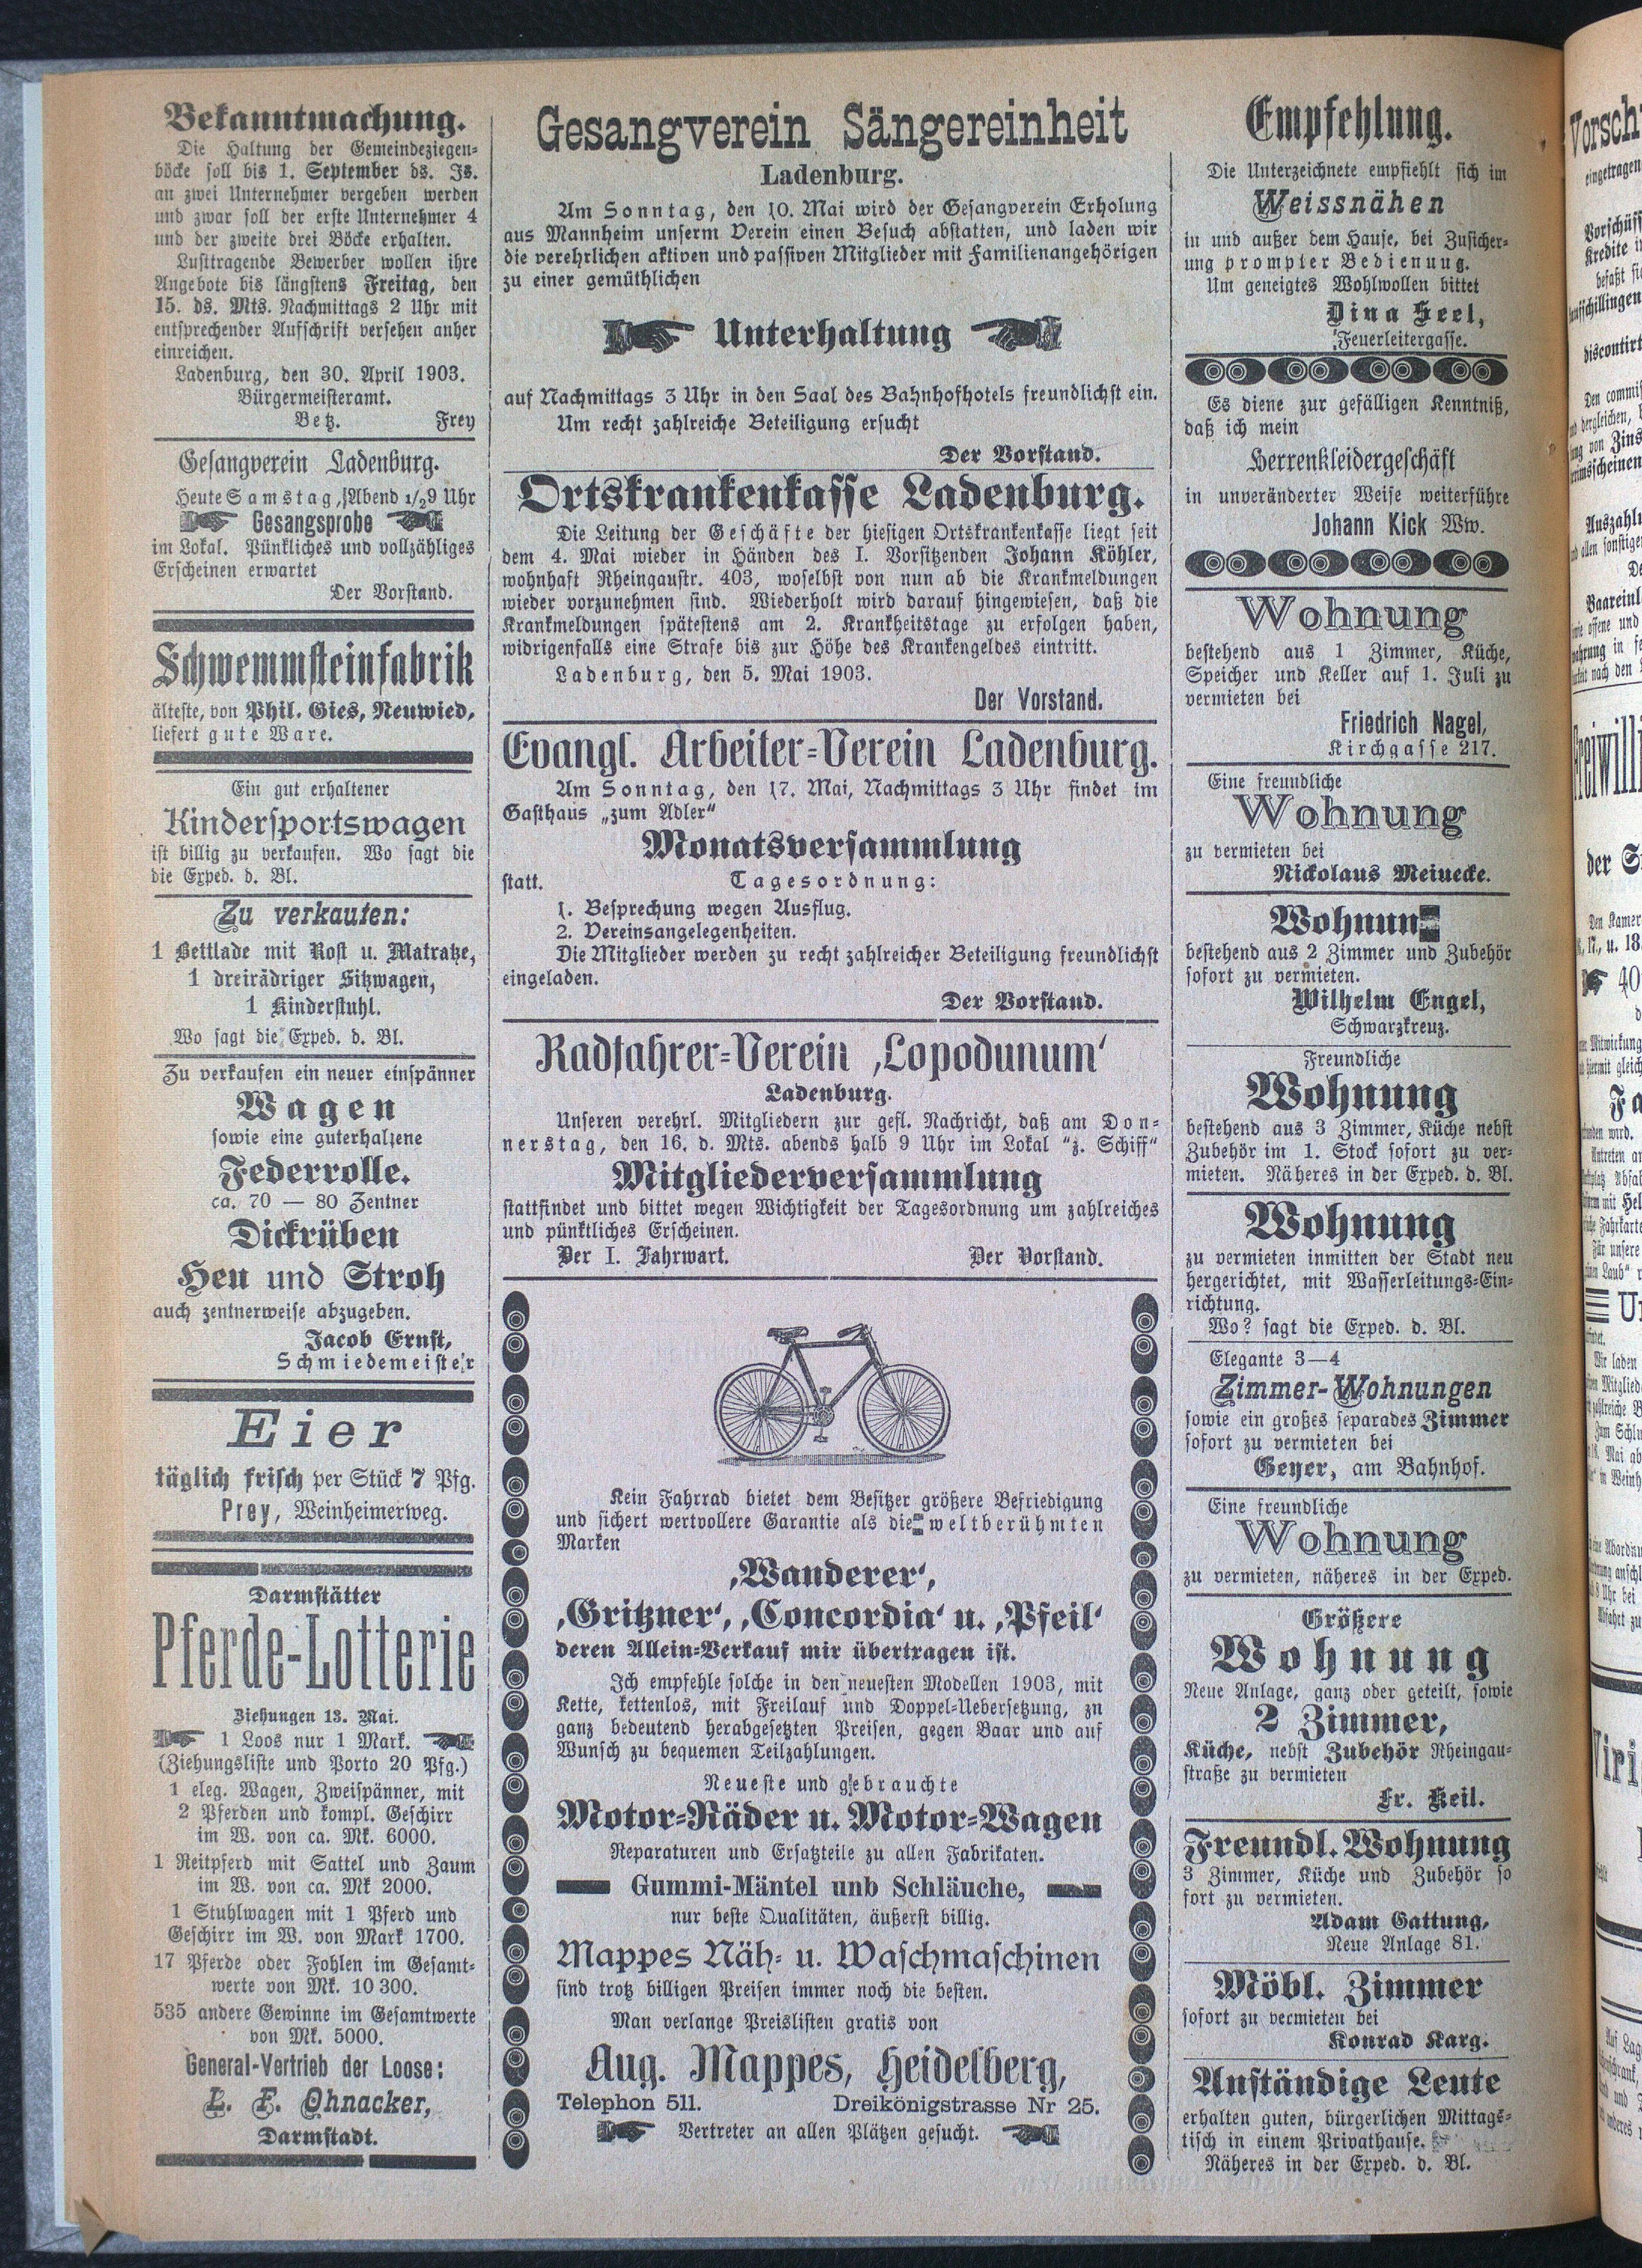 Bekanntmachung.
Die Haltung der Gemeindeziegen-
böcke soll bis 1. September ds. Js.
an zwei Unternehmer vergeben werden
und zwar soll der erste Unternehmer 4
und der zweite drei Böcke erhalten.
Lusttragende Bewerber wollen ihre
Angebote bis längstens Freitag, den
15. ds. Mts. Nachmittags 2 Uhr mit
entsprechender Aufschrift versehen anher
einreichen.
Ladenburg, den 30. April 1903.
Bürgermeisteramt.
Betz. Frey
Gesangverein Ladenburg.
Heute Samstag, Abend 1/29 Uhr
Gesangsprobe
im Lokal. Pünkliches und vollzähliges
Erscheinen erwartet
Der Vorstand.
Schwemmsteinfabrik
älteste, von Phil. Gies, Neuwied,
liefert gute Ware.
Ein gut erhaltener
Kindersportswagen
ist billig zu verkaufen. Wo sagt die
die Exped. d. Bl.
Zu verkaufen:
1 Bettlade mit Rost u. Matratze,
1 dreirädriger Sitzwagen,
1 Kinderstuhl.
Wo sagt die Exped. d. Bl.
Zu verkaufen ein neuer einspänner
Wagen
sowie eine guterhaltene
Federrolle.
ca. 70 — 80 Zentner
Dickrüben
Heu und Stroh
auch zentnerweise abzugeben.
Jacob Ernst,
Schmiedemeister
Eier
täglich frisch per Stück 7 Pfg.
Prey, Weinheimerweg.
Darmstätter
Pferde-Lotterie
Ziehungen 13. Mai.
1 Loos nur 1 Mark.
(Ziehungsliste und Porto 20 Pfg.)
1 eleg. Wagen, Zweispänner, mit
2 Pferden und kompl. Geschirr
im W. von ca. Mk. 6000.
1 Reitpferd mit Sattel und Zaum
im W. von ca. Mk 2000.
1 Stuhlwagen mit 1 Pferd und
Geschirr im W. von Mark 1700.
17 Pferde oder Fohlen im Gesamt-
werte von Mk. 10 300.
535 andere Gewinne im Gesamtwerte
von Mk. 5000.
General-Vertrieb der Loose:
L. F. Ohnacker,
Darmstadt.
Gesangverein Sängereinheit
Ladenburg.
Am Sonntag, den 10. Mai wird der Gesangverein Erholung
aus Mannheim unserm Verein einen Besuch abstatten, und laden wir
die verehrlichen aktiven und passiven Mitglieder mit Familienangehörigen
zu einer gemüthlichen
Unterhaltung
auf Nachmittags 3 Uhr in den Saal des Bahnhofhotels freundlichst ein.
Um recht zahlreiche Beteiligung ersucht
Der Vorstand.
Ortskrankenkasse Ladenburg.
Die Leitung der Geschäfte der hiesigen Ortskrankenkasse liegt seit
dem 4. Mai wieder in Händen des I. Vorsitzenden Johann Köhler,
wohnhaft Rheingaustr. 403, woselbst von nun ab die Krankmeldungen
wieder vorzunehmen sind. Wiederholt wird darauf hingewiesen, daß die
Krankmeldungen spätestens am 2. Krankheitstage zu erfolgen haben,
widrigenfalls eine Strafe bis zur Höhe des Krankengeldes eintritt.
Ladenburg, den 5. Mai 1903.
Der Vorstand.
Evangl. Arbeiter-Verein Ladenburg.
Am Sonntag, den 17. Mai, Nachmittags 3 Uhr findet im
Gasthaus „zum Adler“
Monatsversammlung
statt. Tagesordnung:
1. Besprechung wegen Ausflug.
2. Vereinsangelegenheiten.
Die Mitglieder werden zu recht zahlreicher Beteiligung freundlichst
eingeladen.
Der Vorstand.
Radfahrer-Verein ‚Lopodunum‘
Ladenburg.
Unseren verehrl. Mitgliedern zur gefl. Nachricht, daß am Don-
nerstag, den 16. d. Mts. abends halb 9 Uhr im Lokal “z. Schiff“
Mitgliederversammlung
stattfindet und bittet wegen Wichtigkeit der Tagesordnung um zahlreiches
und pünktliches Erscheinen.
Der I. Fahrwart. Der Vorstand.
Kein Fahrrad bietet dem Besitzer größere Befriedigung
und sichert wertvollere Garantie als die weltberühmten
Marken
‚Wanderer‘,
‚Gritzner‘, ‚Concordia‘ u. ‚Pfeil‘
deren Allein-Verkauf mir übertragen ist.
Ich empfehle solche in den neuesten Modellen 1903, mit
Kette, kettenlos, mit Freilauf und Doppel-Uebersetzung, zu
ganz bedeutend herabgesetzten Preisen, gegen Baar und auf
Wunsch zu bequemen Teilzahlungen.
Neueste und gebrauchte
Motor-Räder u. Motor-Wagen
Reparaturen und Ersatzteile zu allen Fabrikaten.
Gummi-Mäntel unb Schläuche,
nur beste Qualitäten, äußerst billig.
Mappes Näh- u. Waschmaschinen
sind trotz billigen Preisen immer noch die besten.
Man verlange Preislisten gratis von
Aug. Mappes, Heidelberg,
Telephon 511. Dreikönigstrasse Nr 25.
Vertreter an allen Plätzen gesucht.
Empfehlung.
Die Unterzeichnete empfiehlt sich im
Weissnähen
in und außer dem Hause, bei Zusicher-
ung prompter Bedienung.
Um geneigtes Wohlwollen bittet
Dina Heel,
Feuerleitergasse.
Es diene zur gefälligen Kenntniß,
daß ich mein
Herrenkleidergeschäft
in unveränderter Weise weiterführe
Johann Kick Ww.
Wohnung
bestehend aus 1 Zimmer, Küche,
Speicher und Keller auf 1. Juli zu
vermieten bei
Friedrich Nagel,
Kirchgasse 217.
Eine freundliche
Wohnung
zu vermieten bei
Nickolaus Meinecke.
Wohnun
bestehend aus 2 Zimmer und Zubehör
sofort zu vermieten.
Wilhelm Engel,
Schwarzkreuz.
Freundliche
Wohnung
bestehend aus 3 Zimmer, Küche nebst
Zubehör im 1. Stock sofort zu ver-
mieten. Näheres in der Exped. d. Bl.
Wohnung
zu vermieten inmitten der Stadt neu
hergerichtet, mit Wasserleitungs-Ein-
richtung.
Wo? sagt die Exped. d. Bl.
Elegante 3—4
Zimmer-Wohnungen
sowie ein großes separades Zimmer
sofort zu vermieten bei
Geyer, am Bahnhof.
Eine freundliche
Wohnung
zu vermieten, näheres in der Exped.
Größere
Wohnung
Neue Anlage, ganz oder geteilt, sowie
2 Zimmer,
Küche, nebst Zubehör Rheingau-
straße zu vermieten
Fr. Keil.
Freundl. Wohnung
3 Zimmer, Küche und Zubehör so
fort zu vermieten.
Adam Gattung,
Neue Anlage 81.
Möbl. Zimmer
sofort zu vermieten bei
Konrad Karg.
Anständige Leute
erhalten guten, bürgerlichen Mittags-
tisch in einem Privathause.
Näheres in der Exped. d. Bl.